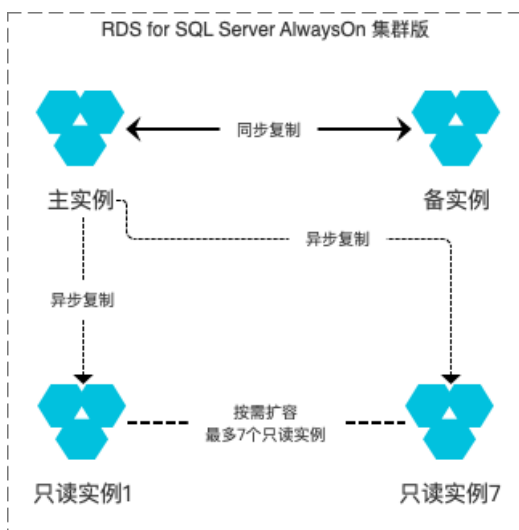 RDS for SQL Server AlwaysOn 集群版
同步复制
主实例
备实例
异步复制
异步复制
按需扩容
最多7个只读实例
只读实例1
只读实例7